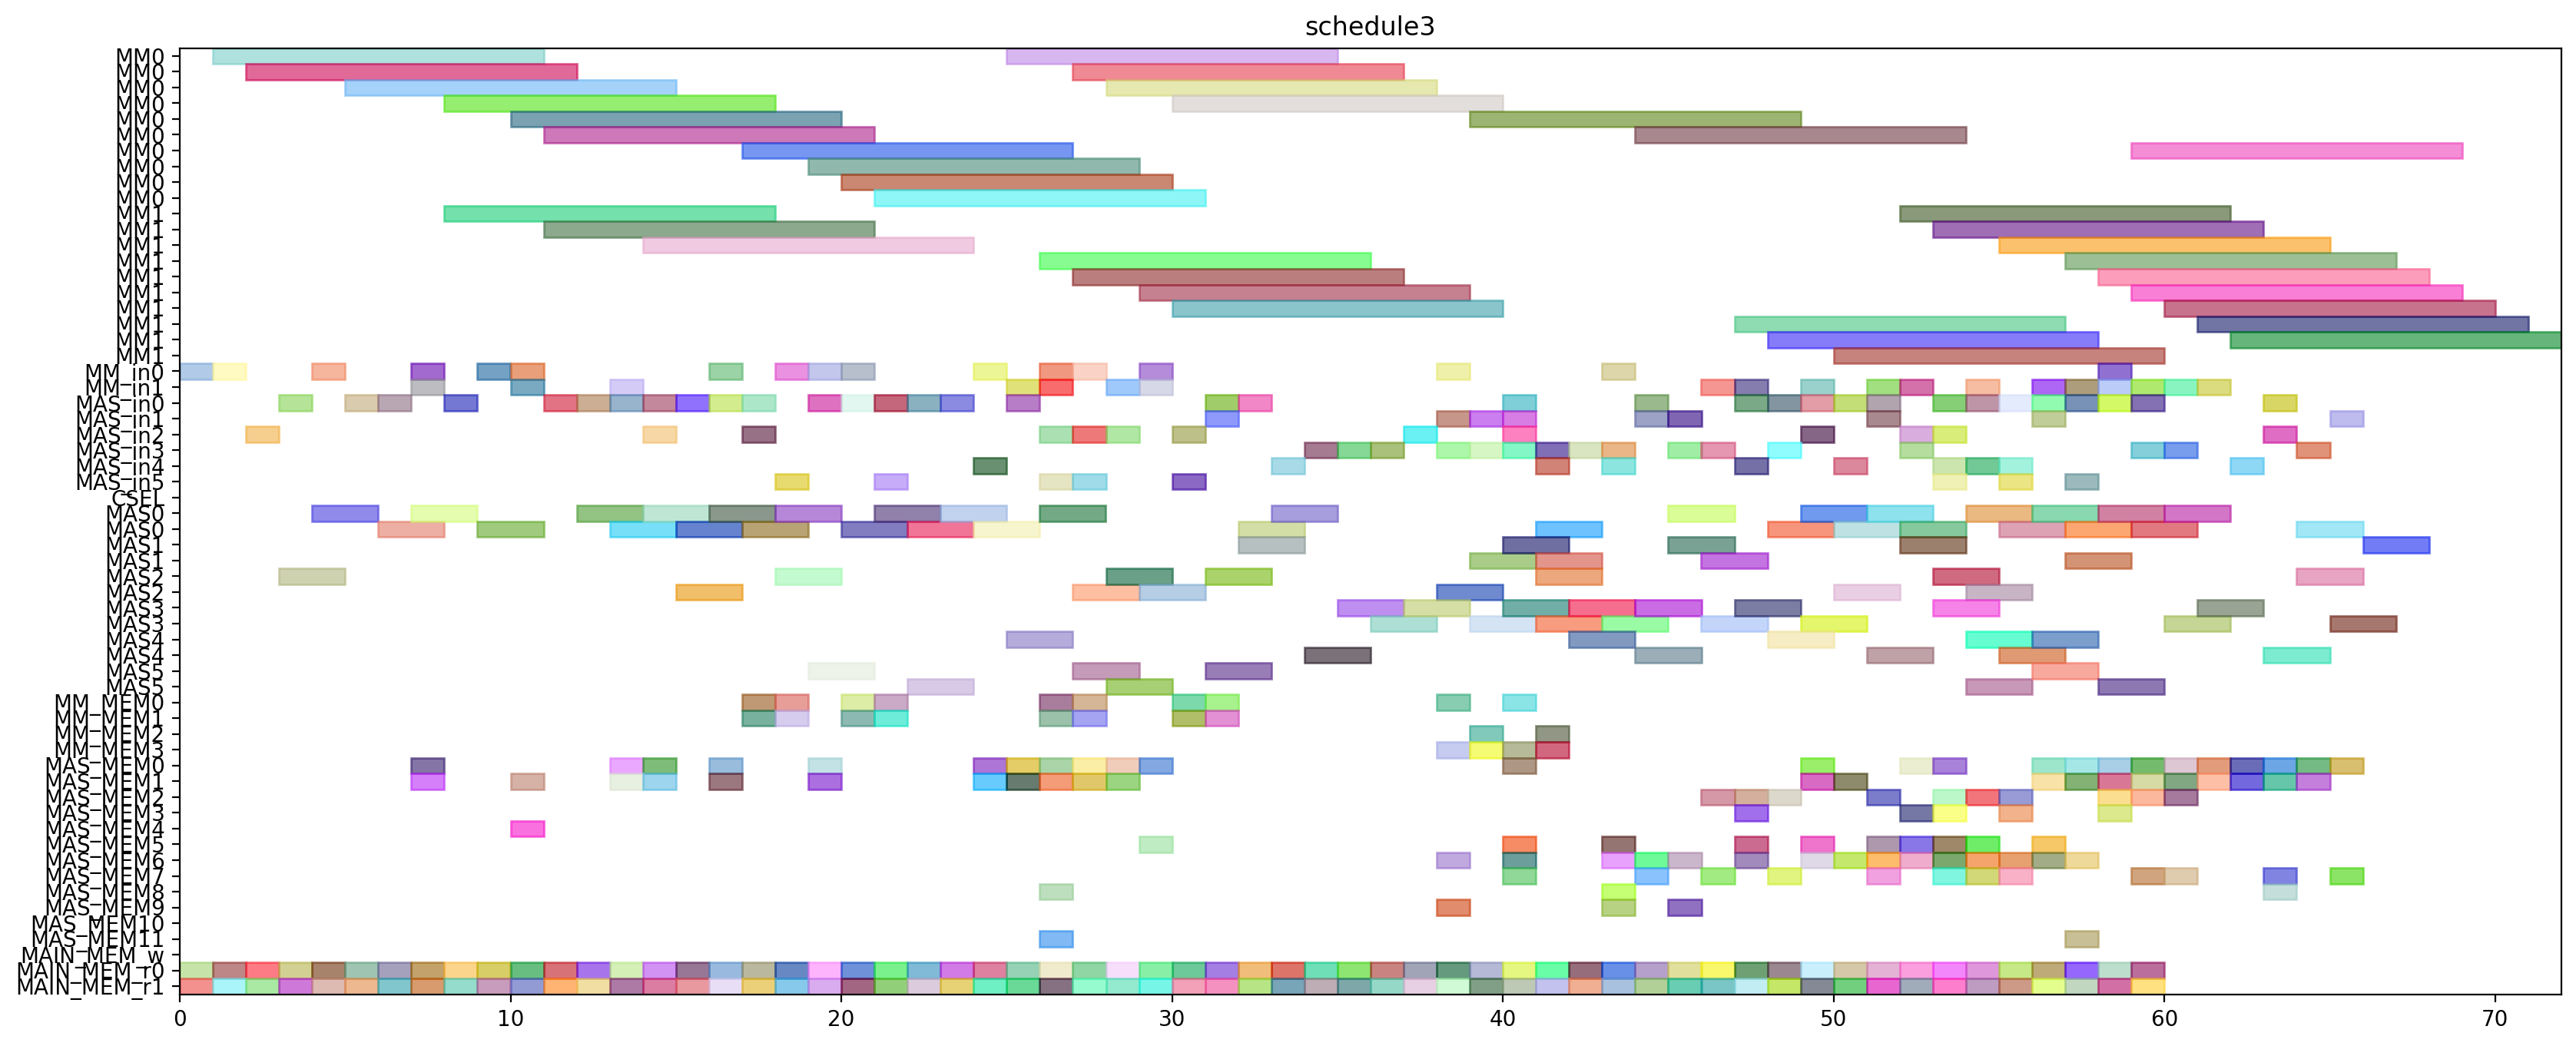 schedule3
MM0
MM0
MM0
MM0
MM0
MM0
MM0
MM0
MM0
MM0
MM1
MM1
MM1
MM1
MM1
MM1
MM1
MM1
MM1
MM1
MM_in0
MM_in1
MAS_in0
MAS_in1
MAS_in2
MAS_in3
MAS_in4
MAS_in5
CSEL
MAS0
MAS0
MAS1
MAS1
MAS2
MAS2
MAS3
MAS3
MAS4
MAS4
MAS5
MAS5
MM_MEM0
MM_MEM1
MM_MEM2
MM_MEM3
MAS_MEM0
MAS_MEM1
MAS_MEM2
MAS_MEM3
MAS_MEM4
MAS_MEM5
MAS_MEM6
MAS_MEM7
MAS_MEM8
MAS_MEM9
MAS_MEM10
MAS_MEM11
MAIN_MEM_w
MAIN_MEM_r0
MAIN_MEM_r1
0 10 20 30 40 50 60 70